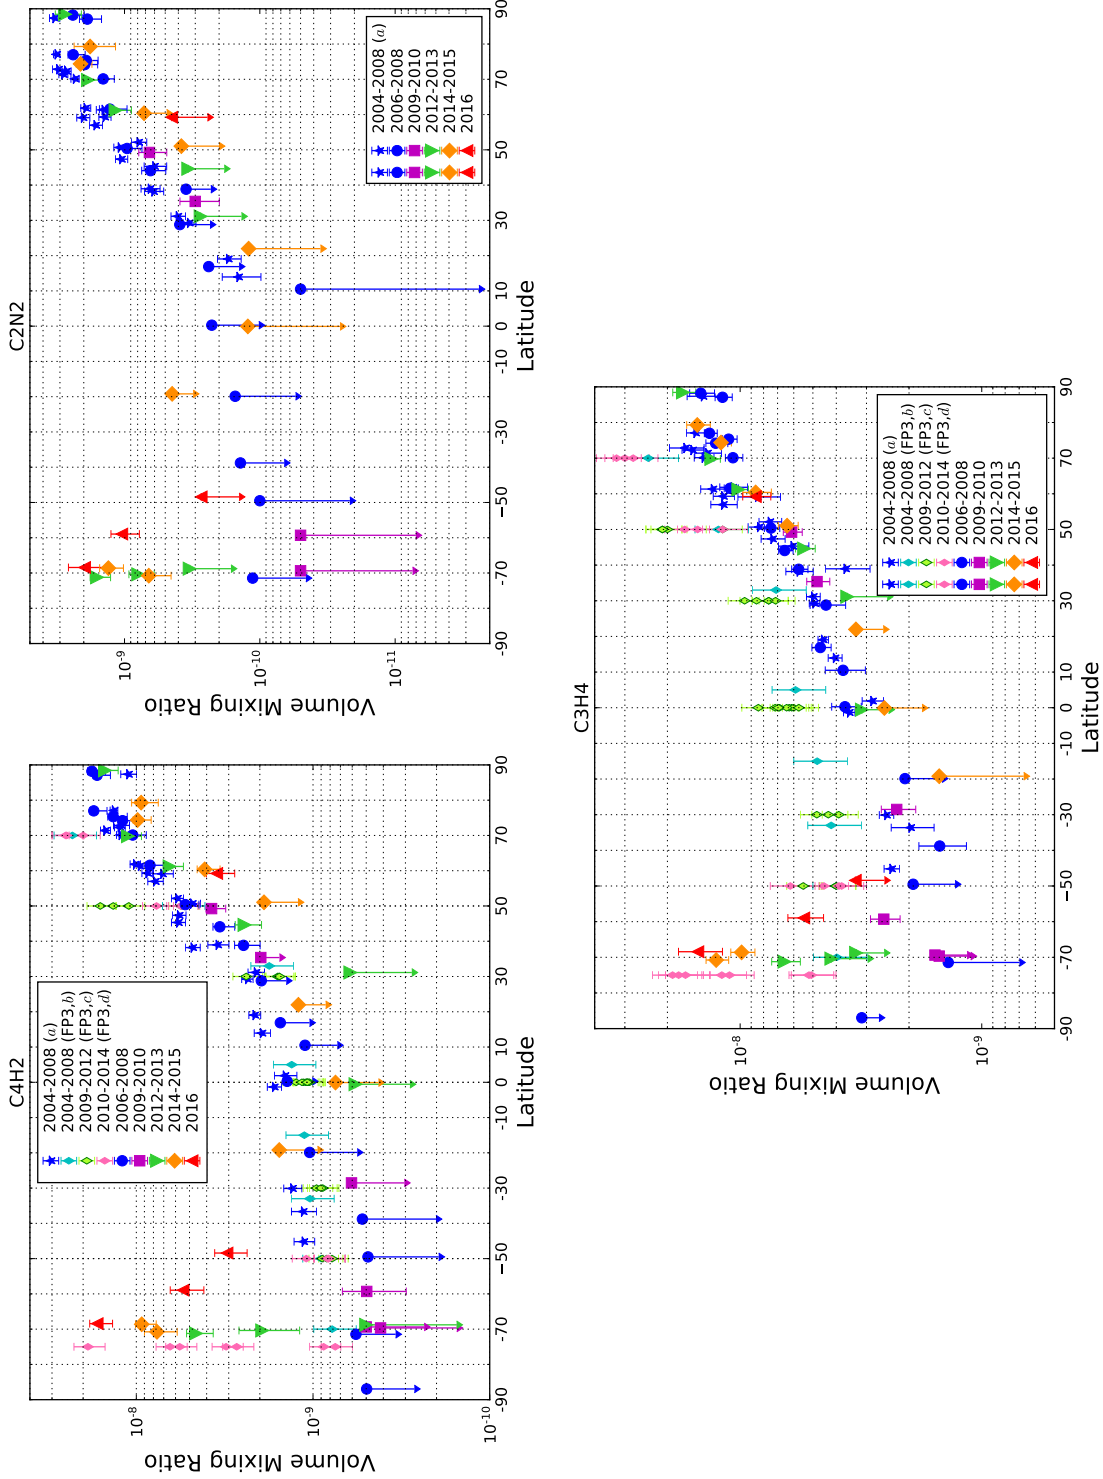 C4H2
2004-2008 (a)
2004-2008 (FP3,b)
2009-2012 (FP3,c)
2010-2014 (FP3,d)
2006-2008
2009-2010
2012-2013
2014-2015
2016
Volume Mixing Ratio
10⁻⁸
10⁻⁹
10⁻¹⁰
-90 -70 -50 -30 -10 0 10 30 50 70 90
Latitude
C2N2
2004-2008 (a)
2006-2008
2009-2010
2012-2013
2014-2015
2016
Volume Mixing Ratio
10⁻⁹
10⁻¹⁰
10⁻¹¹
-90 -70 -50 -30 -10 0 10 30 50 70 90
Latitude
C3H4
2004-2008 (a)
2004-2008 (FP3,b)
2009-2012 (FP3,c)
2010-2014 (FP3,d)
2006-2008
2009-2010
2012-2013
2014-2015
2016
Volume Mixing Ratio
10⁻⁸
10⁻⁹
-90 -70 -50 -30 -10 0 10 30 50 70 90
Latitude